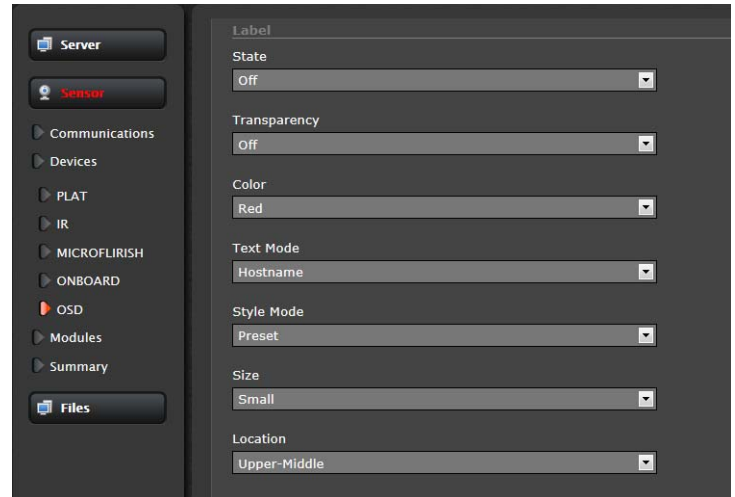 Server
Sensor
Communications
Devices
PLAT
IR
MICROFLIRISH
ONBOARD
OSD
Modules
Summary
Files
Label
State
Off
Transparency
Off
Color
Red
Text Mode
Hostname
Style Mode
Preset
Size
Small
Location
Upper-Middle